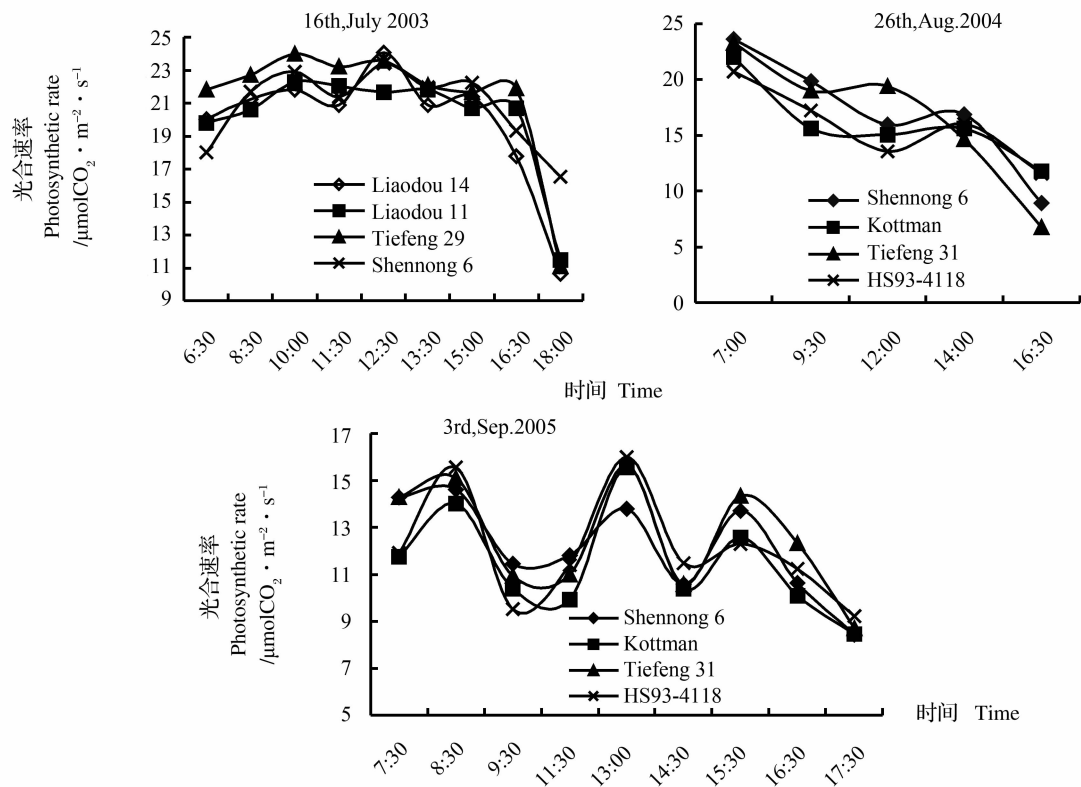 16th,July 2003
光合速率
Photosynthetic rate
/μmolCO₂·m⁻²·s⁻¹
25
23
21
19
17
15
13
11
9
Liaodou 14
Liaodou 11
Tiefeng 29
Shennong 6
6:30 8:30 10:00 11:30 12:30 13:30 15:00 16:30 18:00
26th,Aug.2004
25
20
15
10
5
0
Shennong 6
Kottman
Tiefeng 31
HS93-4118
7:00 9:30 12:00 14:00 16:30
时间 Time
3rd,Sep.2005
光合速率
Photosynthetic rate
/μmolCO₂·m⁻²·s⁻¹
17
15
13
11
9
7
5
Shennong 6
Kottman
Tiefeng 31
HS93-4118
7:30 8:30 9:30 11:30 13:00 14:30 15:30 16:30 17:30
时间 Time